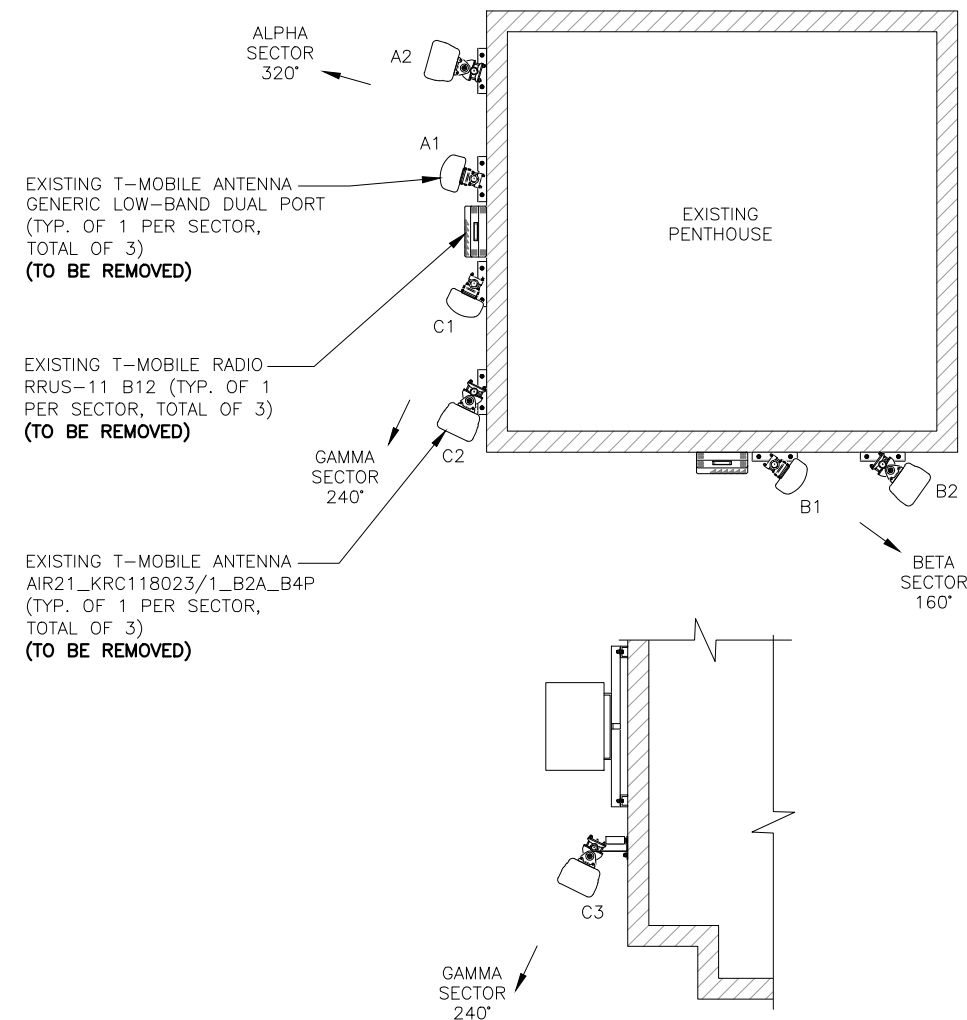 ALPHA
SECTOR
320°
A2
A1
EXISTING T-MOBILE ANTENNA
GENERIC LOW-BAND DUAL PORT
(TYP. OF 1 PER SECTOR,
TOTAL OF 3)
(TO BE REMOVED)
EXISTING
PENTHOUSE
C1
EXISTING T-MOBILE RADIO
RRUS-11 B12 (TYP. OF 1
PER SECTOR, TOTAL OF 3)
(TO BE REMOVED)
GAMMA
SECTOR
240°
C2
B1
B2
EXISTING T-MOBILE ANTENNA
AIR21_KRC118023/1_B2A_B4P
(TYP. OF 1 PER SECTOR,
TOTAL OF 3)
(TO BE REMOVED)
BETA
SECTOR
160°
C3
GAMMA
SECTOR
240°